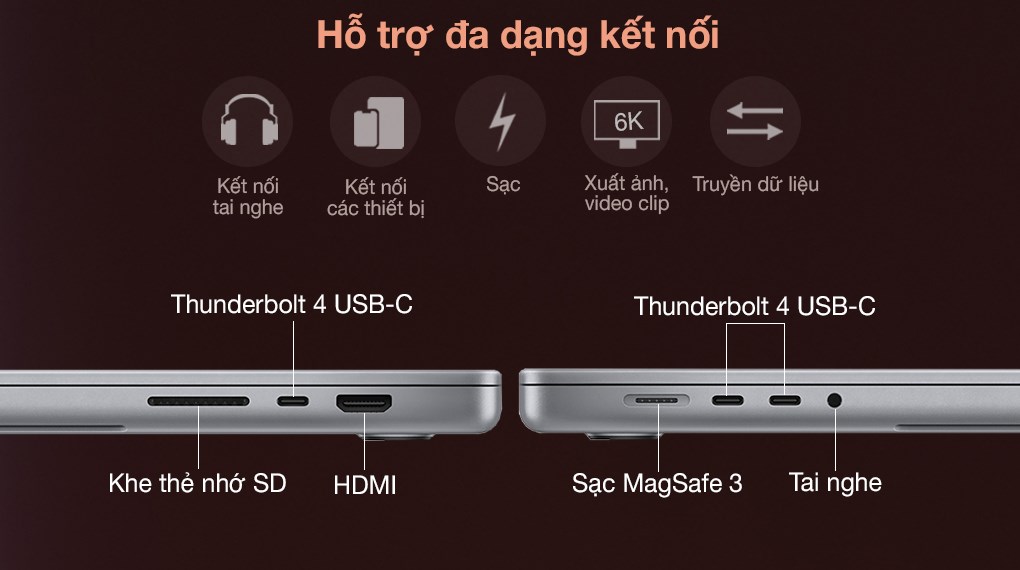 Hỗ trợ đa dạng kết nối
6K
Kết nối
tai nghe
Kết nối
các thiết bị
Sạc
Xuất ảnh,
video clip
Truyền dữ liệu
Thunderbolt 4 USB-C
Thunderbolt 4 USB-C
Khe thẻ nhớ SD
HDMI
Sạc MagSafe 3
Tai nghe